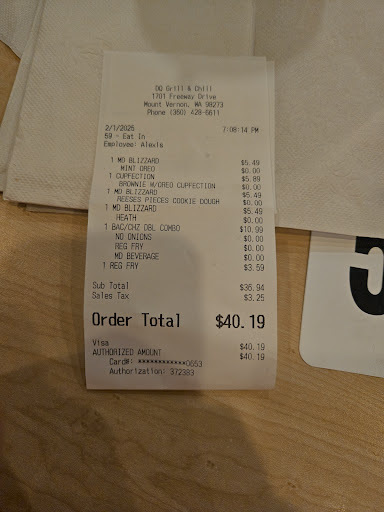 DQ Grill & Chill
1701 Freeway Drive
Mount Vernon, WA 98273
Phone (360) 428-6611
2/1/2025 7:08:14 PM
59 - Eat In
Employee: Alexis
1 MD BLIZZARD $5.49
MINT OREO $0.00
1 CUPFECTION $5.89
BROWNIE W/OREO CUPFECTION $0.00
1 MD BLIZZARD $5.49
REESES PIECES COOKIE DOUGH $0.00
1 MD BLIZZARD $5.49
HEATH $0.00
1 BAC/CHZ DBL COMBO $10.99
NO ONIONS $0.00
REG FRY $0.00
MD BEVERAGE $0.00
1 REG FRY $3.59
Sub Total $36.94
Sales Tax $3.25
Order Total $40.19
Visa $40.19
AUTHORIZED AMOUNT $40.19
Card#: ************0653
Authorization: 372383
5